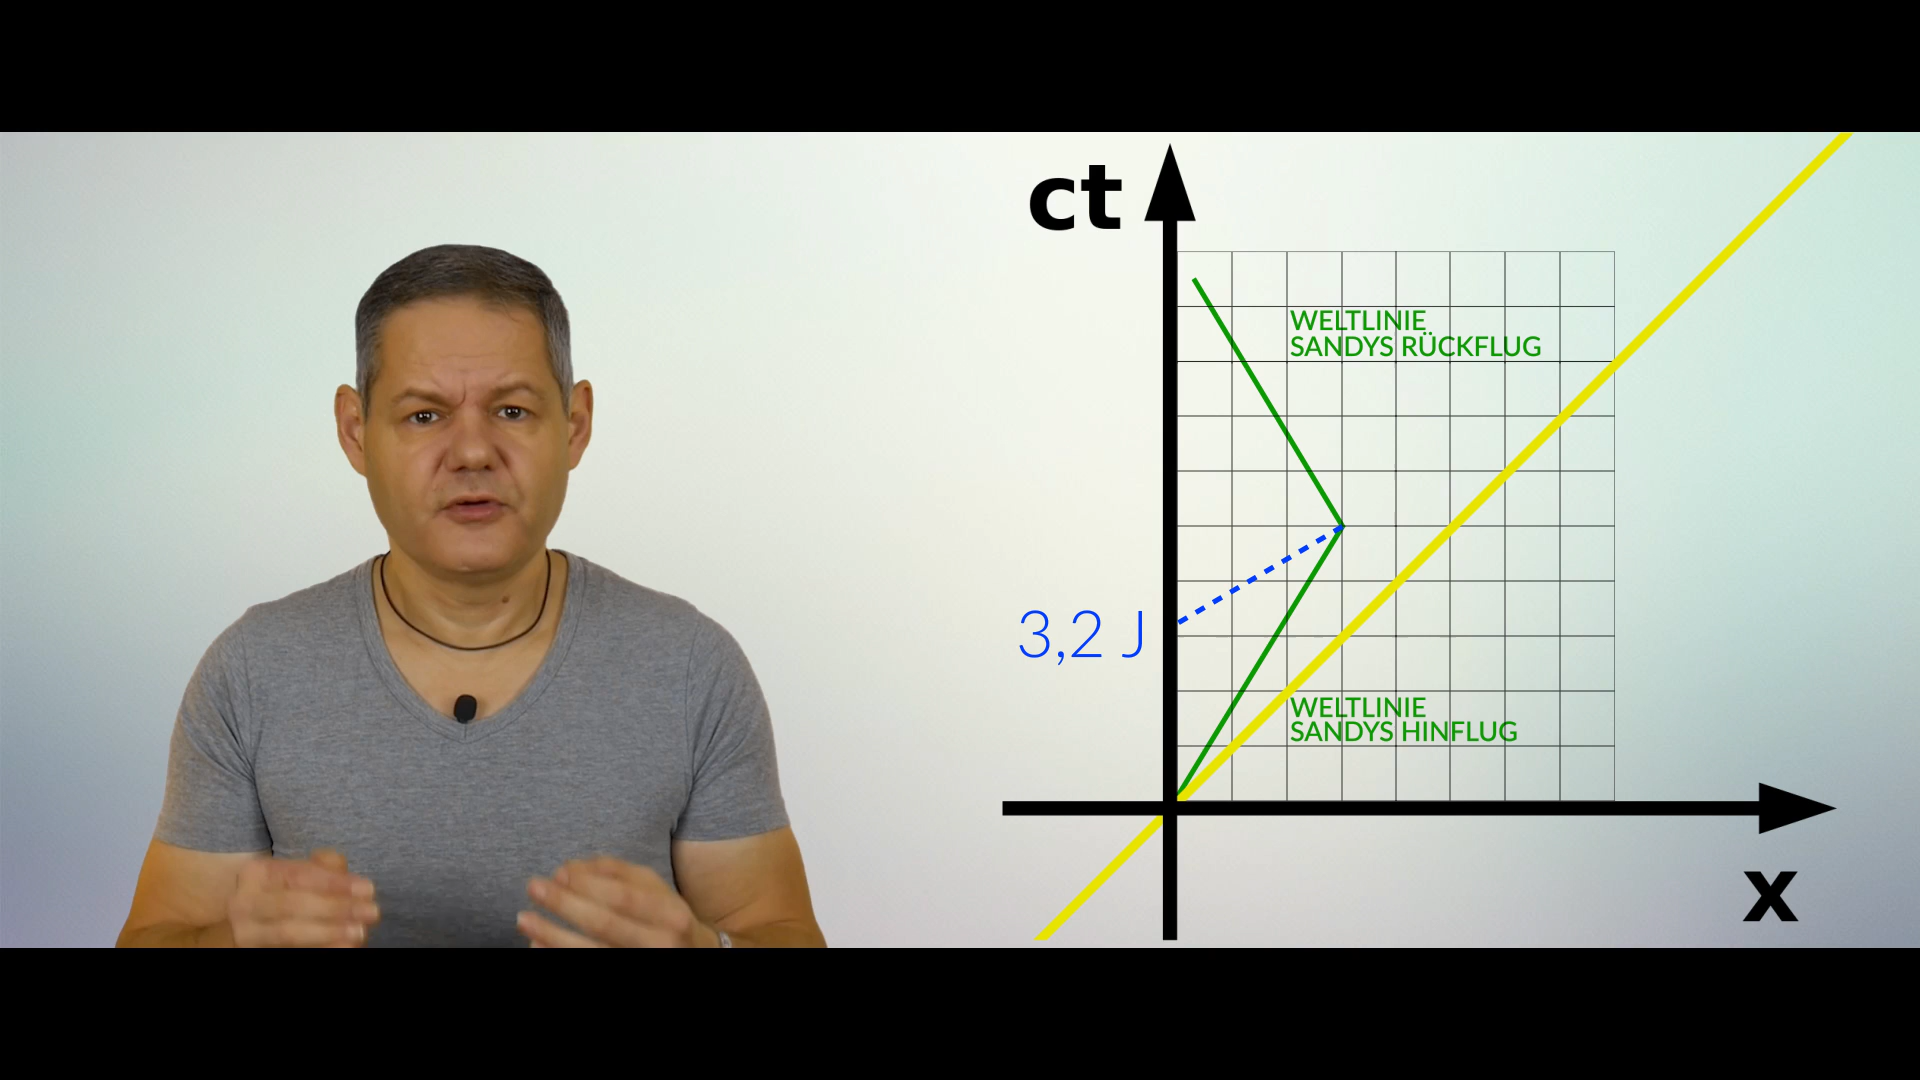 ct
WELTLINIE
SANDYS RÜCKFLUG
3,2 J
WELTLINIE
SANDYS HINFLUG
x